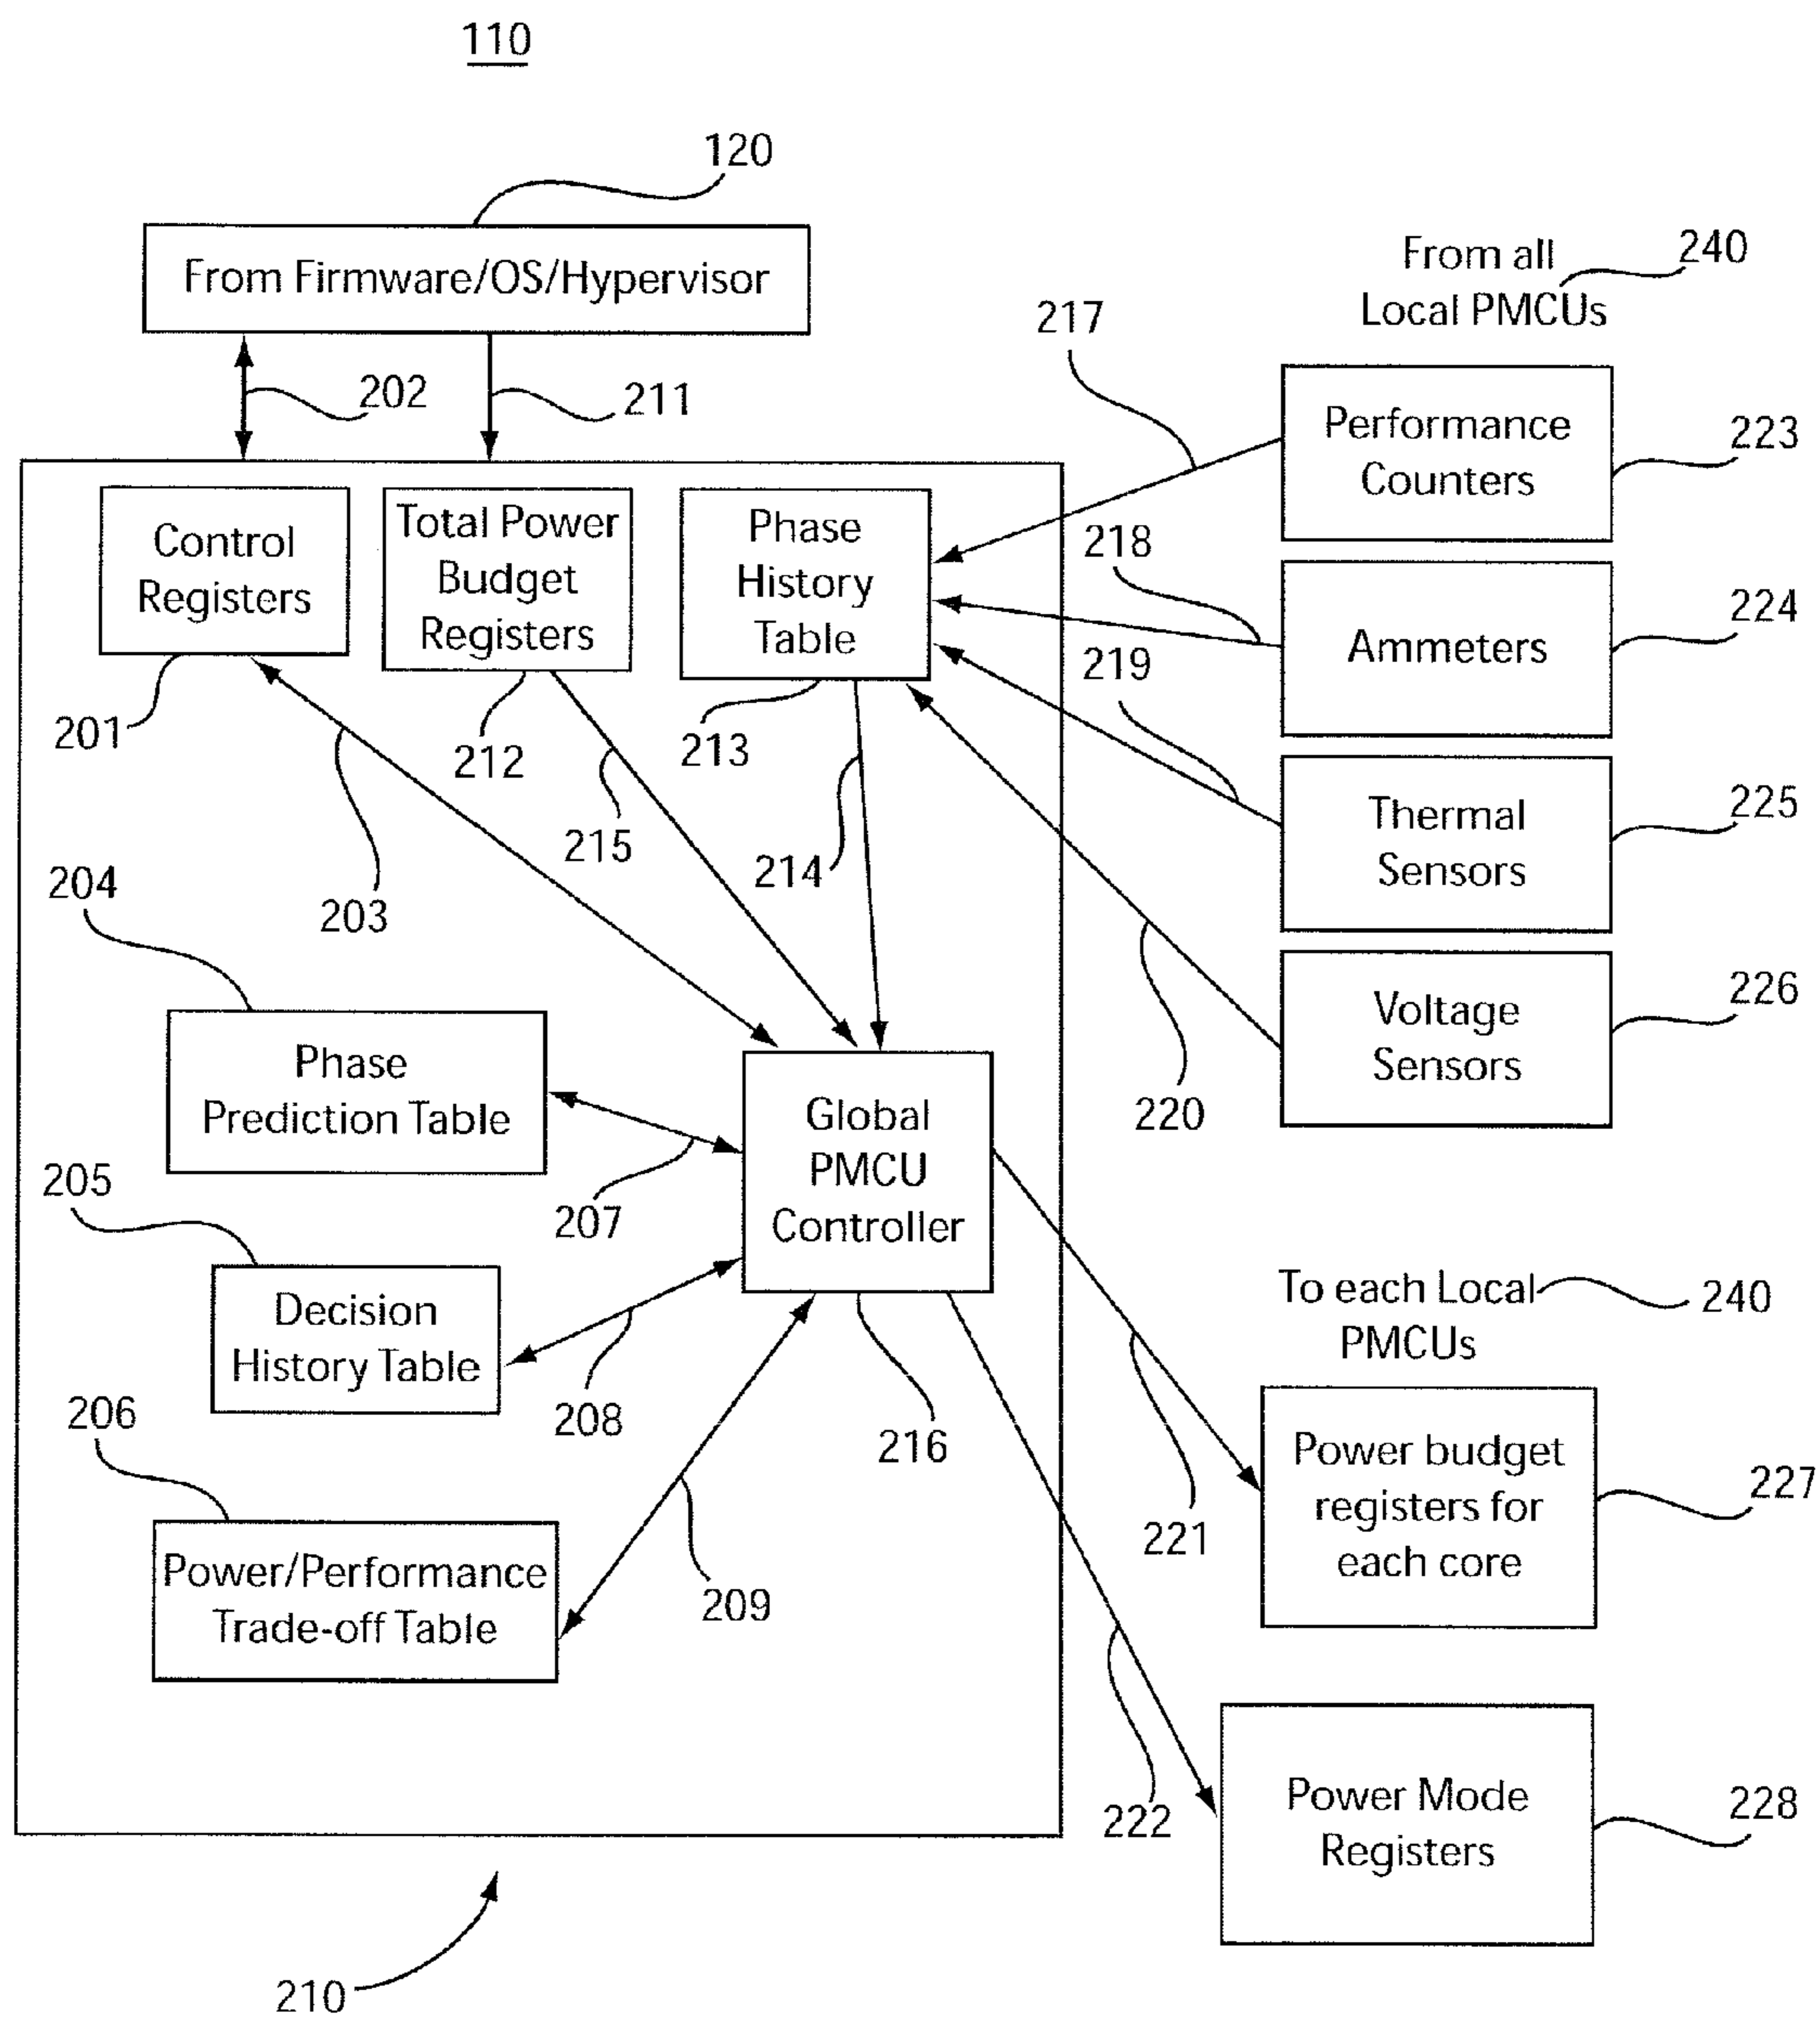 110
120
From Firmware/OS/Hypervisor
202
211
From all
Local PMCUs
240
217
Control
Registers
201
Total Power
Budget
Registers
212
Phase
History
Table
213
Performance
Counters
223
218
Ammeters
224
219
Thermal
Sensors
225
220
Voltage
Sensors
226
203
215
214
204
Phase
Prediction Table
207
Global
PMCU
Controller
216
205
Decision
History Table
208
206
Power/Performance
Trade-off Table
209
To each Local
PMCUs
240
221
Power budget
registers for
each core
227
222
Power Mode
Registers
228
210